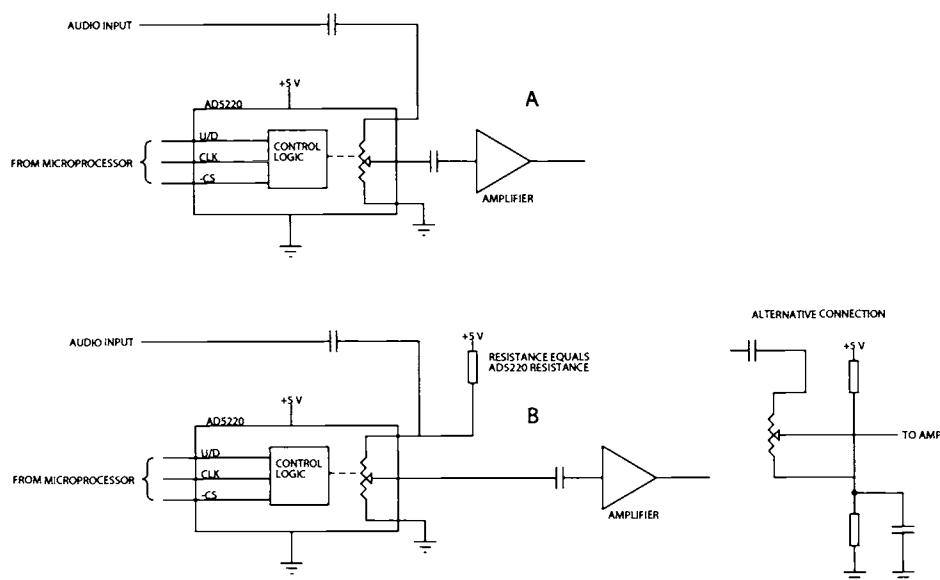 AUDIO INPUT
+5 V
A
AD5220
U/D
CLK
-CS
CONTROL
LOGIC
FROM MICROPROCESSOR
AMPLIFIER
ALTERNATIVE CONNECTION
AUDIO INPUT
+5 V
RESISTANCE EQUALS
AD5220 RESISTANCE
+5 V
+5 V
B
AD5220
U/D
CLK
-CS
CONTROL
LOGIC
FROM MICROPROCESSOR
AMPLIFIER
TO AMP